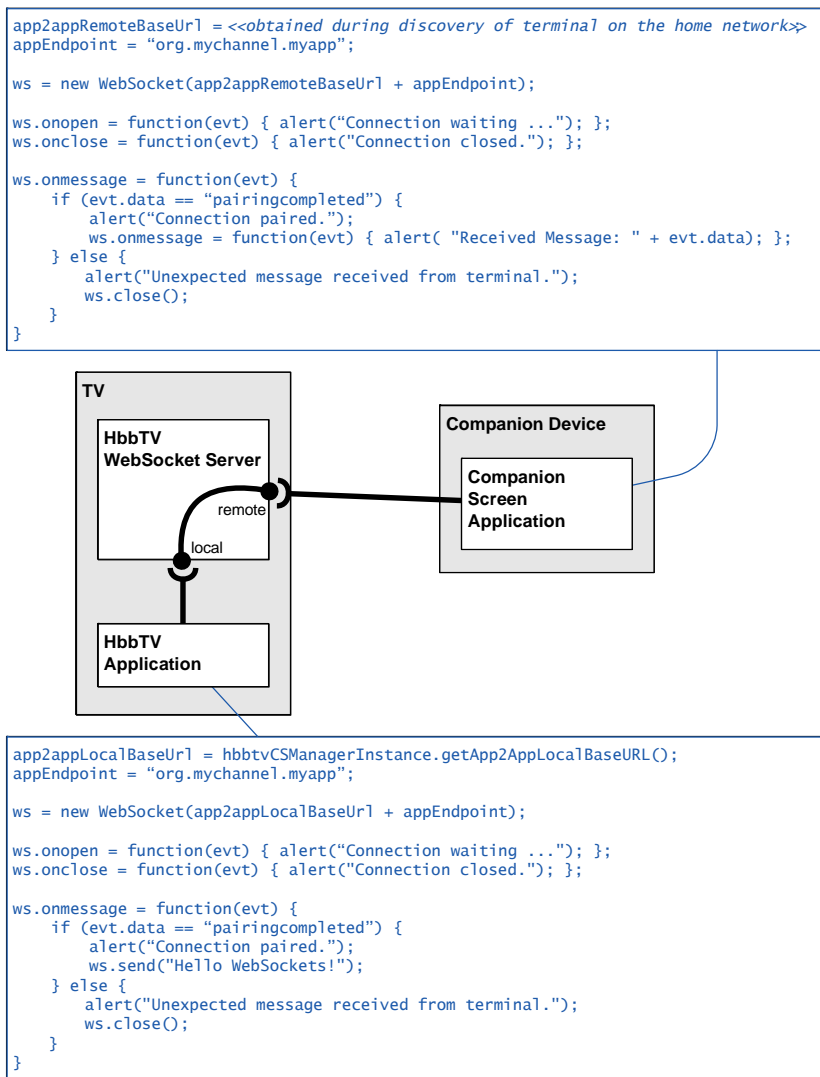 app2appRemoteBaseUrl = <<obtained during discovery of terminal on the home network>>;
appEndpoint = “org.mychannel.myapp”;
ws = new WebSocket(app2appRemoteBaseUrl + appEndpoint);
ws.onopen = function(evt) { alert(“Connection waiting ..."); };
ws.onclose = function(evt) { alert("Connection closed."); };
ws.onmessage = function(evt) {
if (evt.data == “pairingcompleted”) {
alert(“Connection paired.”);
ws.onmessage = function(evt) { alert( "Received Message: " + evt.data); };
} else {
alert("Unexpected message received from terminal.");
ws.close();
}
}
TV
HbbTV
WebSocket Server
remote
local
HbbTV
Application
Companion Device
Companion
Screen
Application
app2appLocalBaseUrl = hbbtvCSManagerInstance.getApp2AppLocalBaseURL();
appEndpoint = “org.mychannel.myapp”;
ws = new WebSocket(app2appLocalBaseUrl + appEndpoint);
ws.onopen = function(evt) { alert(“Connection waiting ..."); };
ws.onclose = function(evt) { alert("Connection closed."); };
ws.onmessage = function(evt) {
if (evt.data == “pairingcompleted”) {
alert(“Connection paired.”);
ws.send("Hello WebSockets!");
} else {
alert("Unexpected message received from terminal.");
ws.close();
}
}